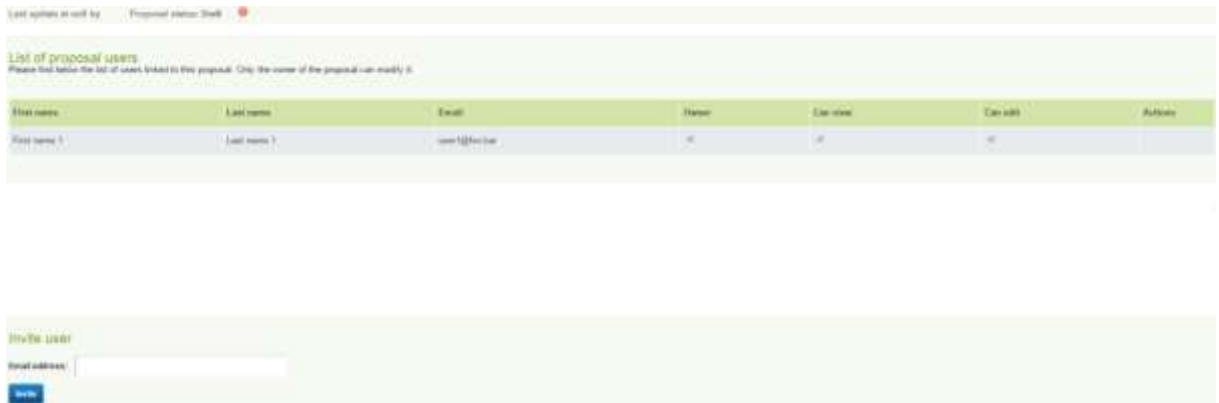 Last update at null by Proposal status: Draft
List of proposal users
Please find below the list of users linked to this proposal. Only the owner of the proposal can modify it.
First name Last name Email Owner Can view Can edit Actions
First name 1 Last name 1
Invite user
Email address:
Invite